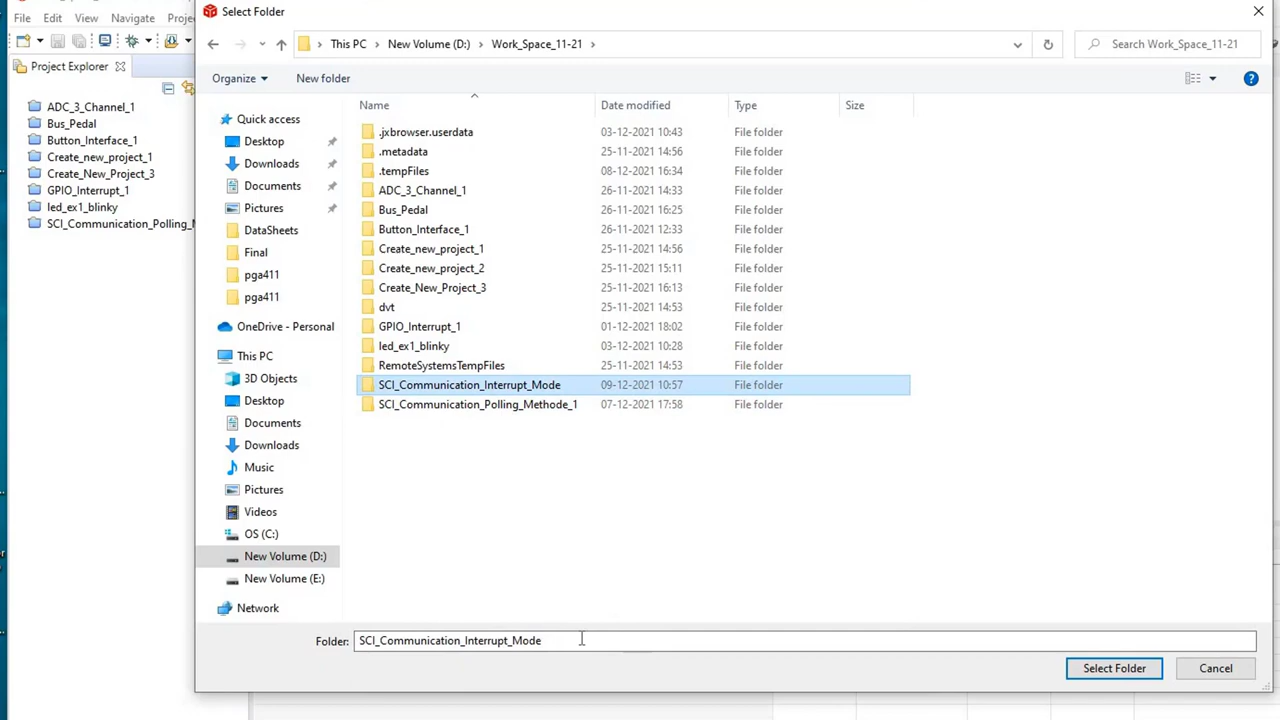 Select Folder
File Edit View Navigate Proje
This PC > New Volume (D:) > Work_Space_11-21 >
Search Work_Space_11-21
Project Explorer
Organize
New folder
Name Date modified Type Size
ADC_3_Channel_1
Bus_Pedal
Button_Interface_1
Create_new_project_1
Create_New_Project_3
GPIO_Interrupt_1
led_ex1_blinky
SCI_Communication_Polling_M
Quick access
Desktop
Downloads
Documents
Pictures
DataSheets
Final
pga411
pga411
OneDrive - Personal
This PC
3D Objects
Desktop
Documents
Downloads
Music
Pictures
Videos
OS (C:)
New Volume (D:)
New Volume (E:)
Network
.jxbrowser.userdata 03-12-2021 10:43 File folder
.metadata 25-11-2021 14:56 File folder
.tempFiles 08-12-2021 16:34 File folder
ADC_3_Channel_1 26-11-2021 14:33 File folder
Bus_Pedal 26-11-2021 16:25 File folder
Button_Interface_1 26-11-2021 12:33 File folder
Create_new_project_1 25-11-2021 14:56 File folder
Create_new_project_2 25-11-2021 15:11 File folder
Create_New_Project_3 25-11-2021 16:13 File folder
dvt 25-11-2021 14:53 File folder
GPIO_Interrupt_1 01-12-2021 18:02 File folder
led_ex1_blinky 03-12-2021 10:28 File folder
RemoteSystemsTempFiles 25-11-2021 14:53 File folder
SCI_Communication_Interrupt_Mode 09-12-2021 10:57 File folder
SCI_Communication_Polling_Methode_1 07-12-2021 17:58 File folder
Folder: SCI_Communication_Interrupt_Mode
Select Folder
Cancel